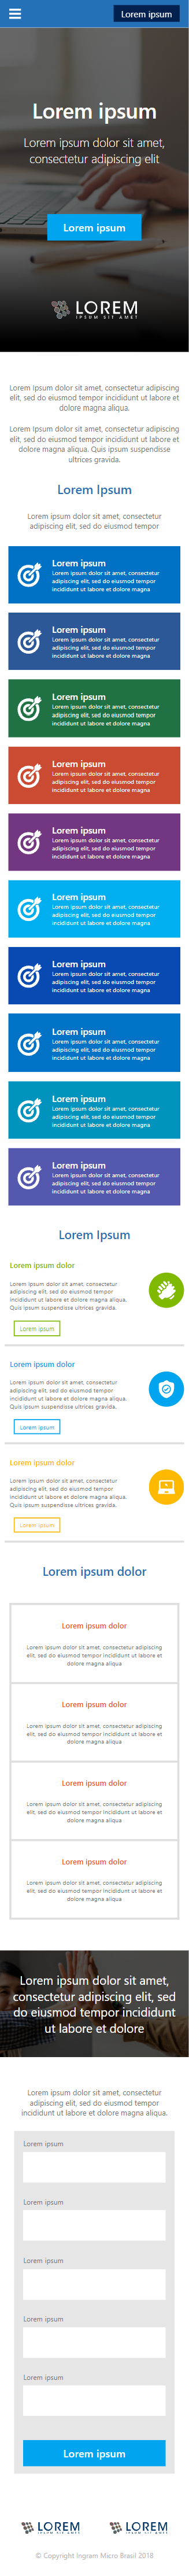 Lorem ipsum
Lorem ipsum
Lorem ipsum dolor sit amet,
consectetur adipiscing elit
Lorem ipsum
LOREM
IPSUM SIT AMET
Lorem Ipsum dolor sit amet, consectetur adipiscing
elit, sed do eiusmod tempor incididunt ut labore et
dolore magna aliqua.
Lorem ipsum dolor sit amet, consectetur adipiscing
elit, sed do eiusmod tempor incididunt ut labore et
dolore magna aliqua. Quis ipsum suspendisse
ultrices gravida.
Lorem Ipsum
Lorem ipsum dolor sit amet, consectetur
adipiscing elit, sed do eiusmod tempor
Lorem ipsum
Lorem ipsum dolor sit amet, consectetur
adipiscing elit, sed do eiusmod tempor
incididunt ut labore et dolore magna
Lorem ipsum
Lorem ipsum dolor sit amet, consectetur
adipiscing elit, sed do eiusmod tempor
incididunt ut labore et dolore magna
Lorem ipsum
Lorem ipsum dolor sit amet, consectetur
adipiscing elit, sed do eiusmod tempor
incididunt ut labore et dolore magna
Lorem ipsum
Lorem ipsum dolor sit amet, consectetur
adipiscing elit, sed do eiusmod tempor
incididunt ut labore et dolore magna
Lorem ipsum
Lorem ipsum dolor sit amet, consectetur
adipiscing elit, sed do eiusmod tempor
incididunt ut labore et dolore magna
Lorem ipsum
Lorem ipsum dolor sit amet, consectetur
adipiscing elit, sed do eiusmod tempor
incididunt ut labore et dolore magna
Lorem ipsum
Lorem ipsum dolor sit amet, consectetur
adipiscing elit, sed do eiusmod tempor
incididunt ut labore et dolore magna
Lorem ipsum
Lorem ipsum dolor sit amet, consectetur
adipiscing elit, sed do eiusmod tempor
incididunt ut labore et dolore magna
Lorem ipsum
Lorem ipsum dolor sit amet, consectetur
adipiscing elit, sed do eiusmod tempor
incididunt ut labore et dolore magna
Lorem ipsum
Lorem ipsum dolor sit amet, consectetur
adipiscing elit, sed do eiusmod tempor
incididunt ut labore et dolore magna
Lorem Ipsum
Lorem ipsum dolor
Lorem ipsum dolor sit amet, consectetur
adipiscing elit, sed do eiusmod tempor
incididunt ut labore et dolore magna aliqua.
Quis ipsum suspendisse ultrices gravida.
Lorem ipsum
Lorem ipsum dolor
Lorem ipsum dolor sit amet, consectetur
adipiscing elit, sed do eiusmod tempor
incididunt ut labore et dolore magna aliqua.
Quis ipsum suspendisse ultrices gravida.
Lorem ipsum
Lorem ipsum dolor
Lorem ipsum dolor sit amet, consectetur
adipiscing elit, sed do eiusmod tempor
incididunt ut labore et dolore magna aliqua.
Quis ipsum suspendisse ultrices gravida.
Lorem ipsum
Lorem ipsum dolor
Lorem ipsum dolor
Lorem ipsum dolor sit amet, consectetur adipiscing
elit, sed do eiusmod tempor incididunt ut labore et
dolore magna aliqua
Lorem ipsum dolor
Lorem ipsum dolor sit amet, consectetur adipiscing
elit, sed do eiusmod tempor incididunt ut labore et
dolore magna aliqua
Lorem ipsum dolor
Lorem ipsum dolor sit amet, consectetur adipiscing
elit, sed do eiusmod tempor incididunt ut labore et
dolore magna aliqua
Lorem ipsum dolor
Lorem ipsum dolor sit amet, consectetur adipiscing
elit, sed do eiusmod tempor incididunt ut labore et
dolore magna aliqua
Lorem ipsum dolor sit amet,
consectetur adipiscing elit, sed
do eiusmod tempor incididunt
ut labore et dolore
Lorem ipsum dolor sit amet, consectetur
adipiscing elit, sed do eiusmod tempor
incididunt ut labore et dolore magna aliqua.
Lorem ipsum
Lorem ipsum
Lorem ipsum
Lorem ipsum
Lorem ipsum
Lorem ipsum
LOREM
IPSUM SIT AMET
LOREM
IPSUM SIT AMET
© Copyright Ingram Micro Brasil 2018